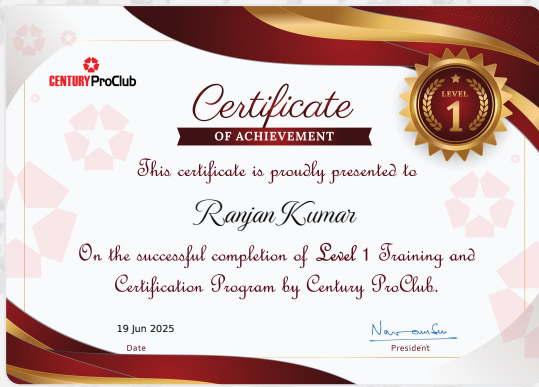 CENTURY ProClub
LEVEL
1
Certificate
OF ACHIEVEMENT
This certificate is proudly presented to
Ranjan Kumar
On the successful completion of Level 1 Training and
Certification Program by Century ProClub.
19 Jun 2025
Date
President